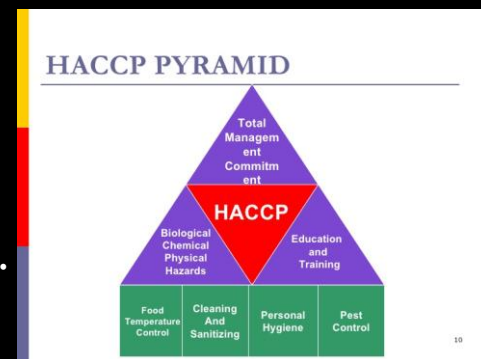 HACCP PYRAMID
Total
Managem
ent
Commitm
ent
HACCP
Biological
Chemical
Physical
Hazards
Education
and
Training
Food
Temperature
Control
Cleaning
And
Sanitizing
Personal
Hygiene
Pest
Control
10